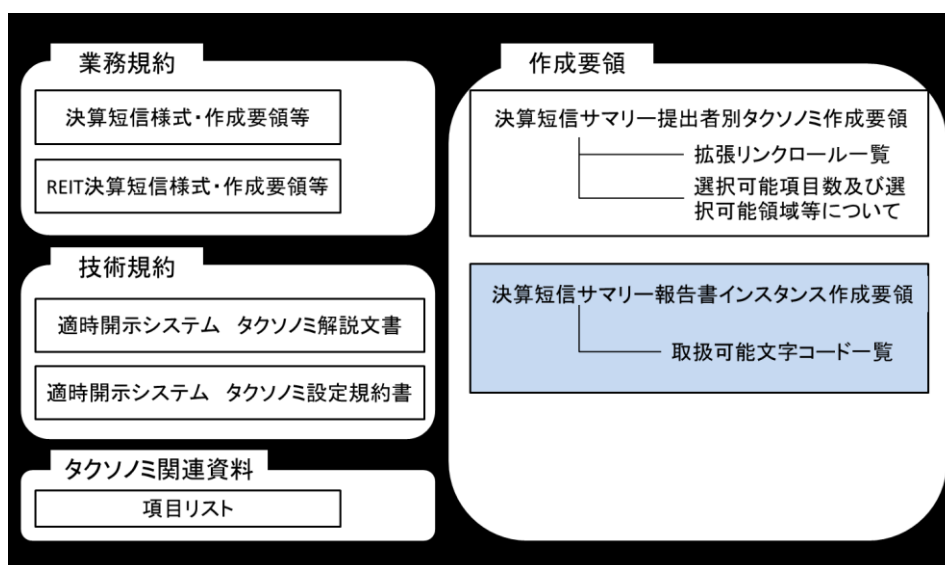 業務規約
決算短信様式・作成要領等
REIT決算短信様式・作成要領等
技術規約
適時開示システム　タクソノミ解説文書
適時開示システム　タクソノミ設定規約書
タクソノミ関連資料
項目リスト
作成要領
決算短信サマリー提出者別タクソノミ作成要領
拡張リンクロール一覧
選択可能項目数及び選
択可能領域等について
決算短信サマリー報告書インスタンス作成要領
取扱可能文字コード一覧